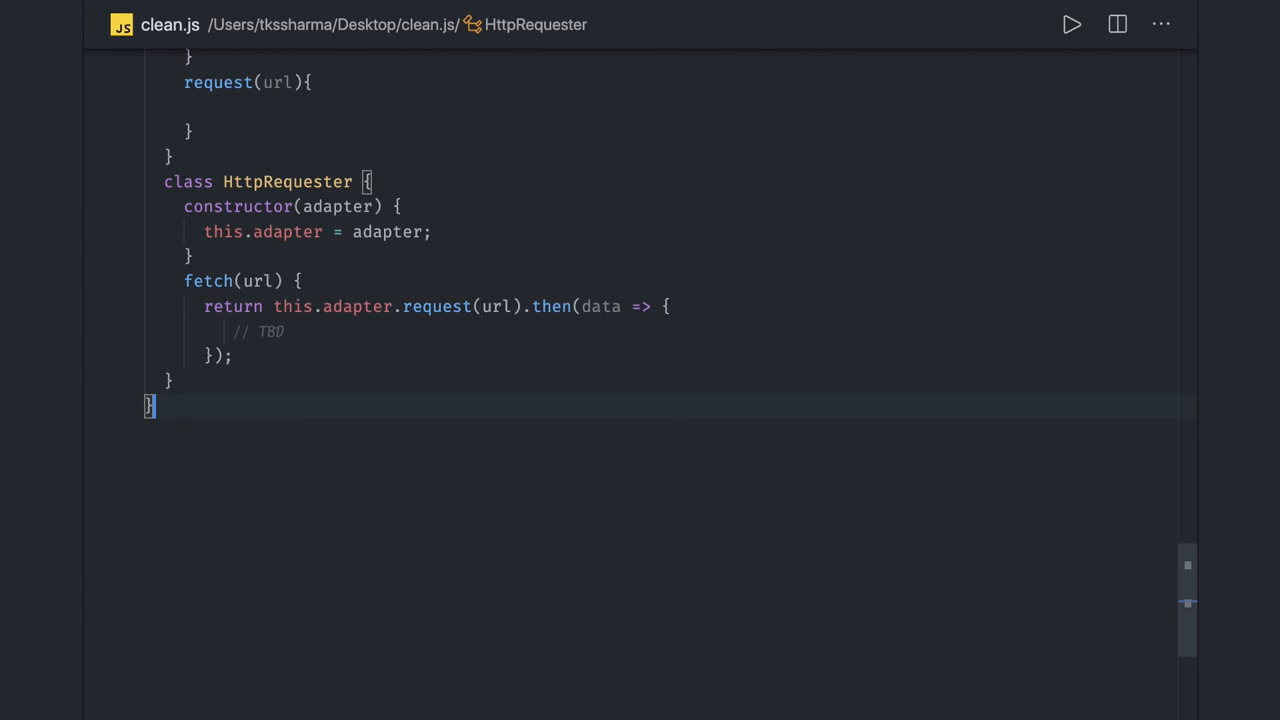 JS clean.js /Users/tkssharma/Desktop/clean.js/ HttpRequester ...
}
request(url){
}
}
class HttpRequester {
constructor(adapter) {
this.adapter = adapter;
}
fetch(url) {
return this.adapter.request(url).then(data => {
// TBD
});
}
}